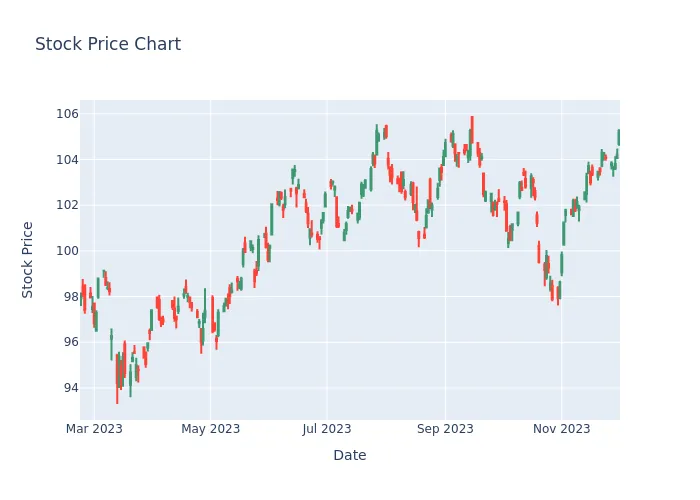 Stock Price Chart
106
104
102
100
98
96
94
Stock Price
Mar 2023
May 2023
Jul 2023
Sep 2023
Nov 2023
Date